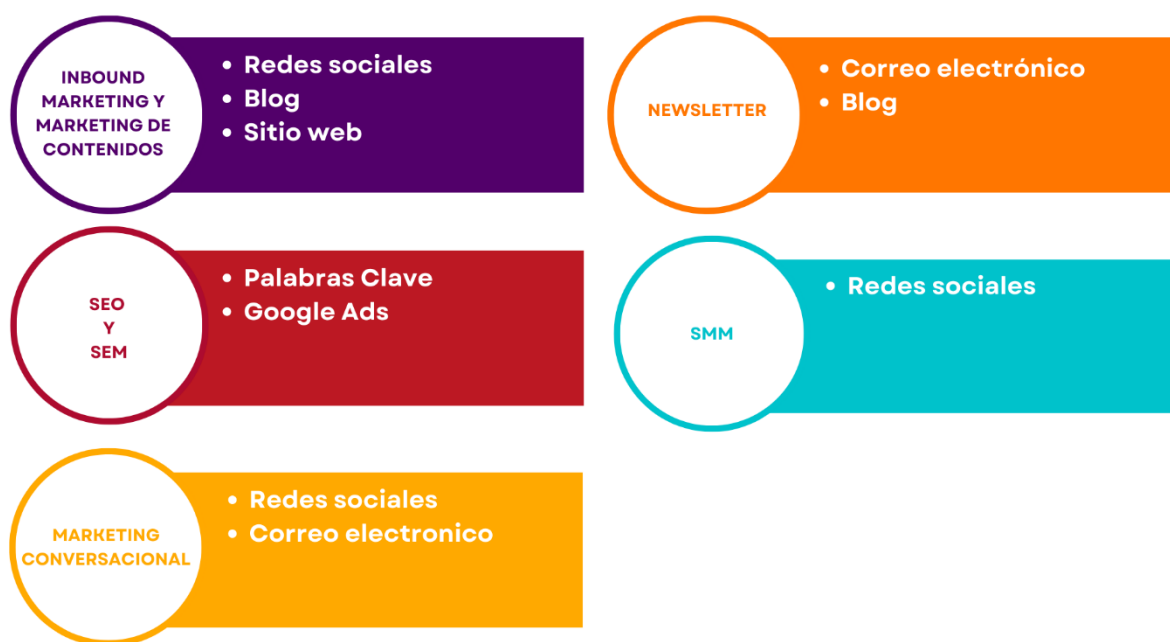 INBOUND
MARKETING Y
MARKETING DE
CONTENIDOS
• Redes sociales
• Blog
• Sitio web
NEWSLETTER
• Correo electrónico
• Blog
SEO
Y
SEM
• Palabras Clave
• Google Ads
SMM
• Redes sociales
MARKETING
CONVERSACIONAL
• Redes sociales
• Correo electronico